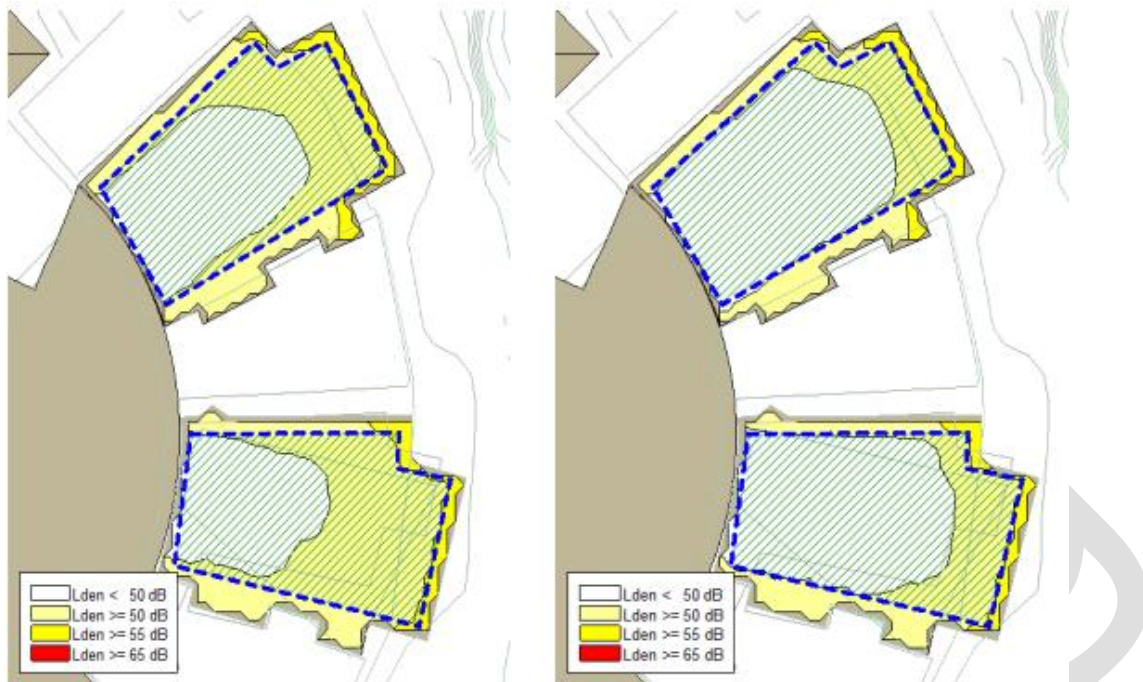 Lden < 50 dB
Lden >= 50 dB
Lden >= 55 dB
Lden >= 65 dB
Lden < 50 dB
Lden >= 50 dB
Lden >= 55 dB
Lden >= 65 dB